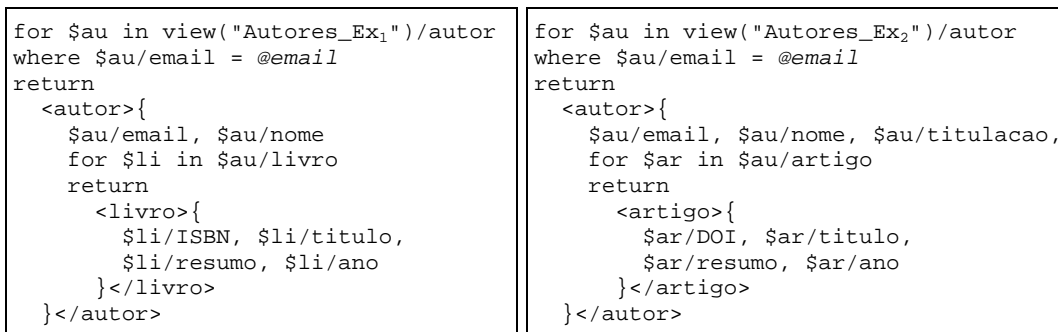 for $au in view("Autores_Ex₁")/autor
where $au/email = @email
return
  <autor>{
    $au/email, $au/nome
    for $li in $au/livro
    return
      <livro>{
        $li/ISBN, $li/titulo,
        $li/resumo, $li/ano
      }</livro>
  }</autor>
for $au in view("Autores_Ex₂")/autor
where $au/email = @email
return
  <autor>{
    $au/email, $au/nome, $au/titulacao,
    for $ar in $au/artigo
    return
      <artigo>{
        $ar/DOI, $ar/titulo,
        $ar/resumo, $ar/ano
      }</artigo>
  }</autor>